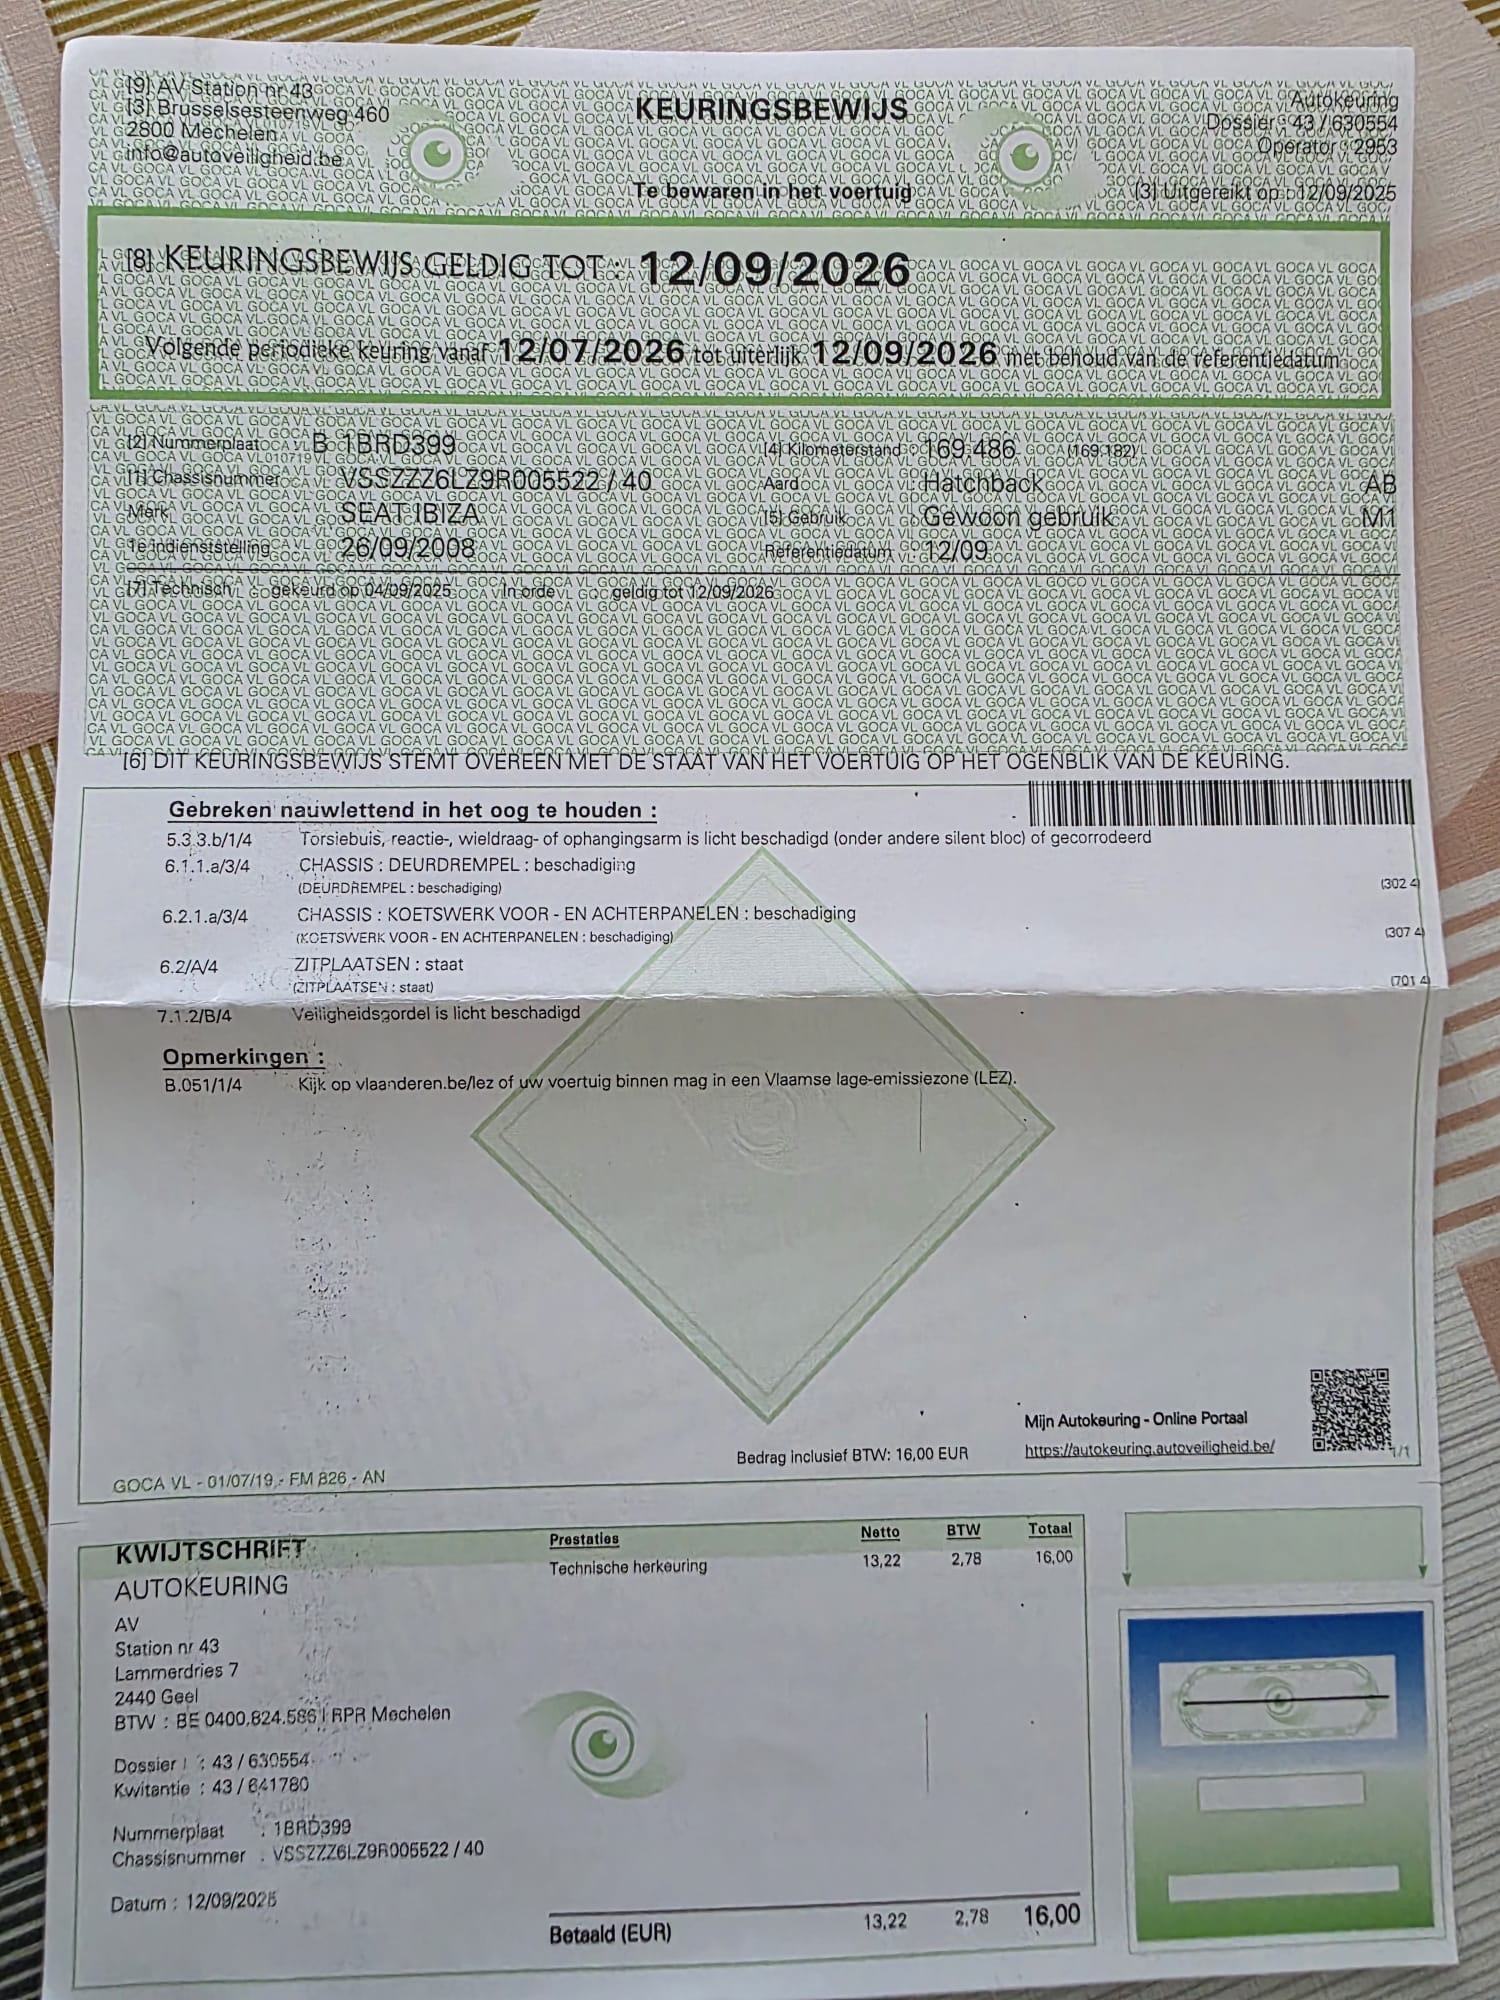 [9] AV Station nr 43
[3] Brusselsesteenweg 460
2800 Mechelen
info@autoveiligheid.be
KEURINGSBEWIJS
Te bewaren in het voertuig
Autokeuring
Dossier : 43 / 630554
Operator : 2953
[3] Uitgereikt op : 12/09/2025
[8] KEURINGSBEWIJS GELDIG TOT : 12/09/2026
Volgende periodieke keuring vanaf 12/07/2026 tot uiterlijk 12/09/2026 met behoud van de referentiedatum
[2] Nummerplaat B 1BRD399 [4] Kilometerstand : 169.486 (169.182)
[1] Chassisnummer VSSZZZ6LZ9R005522 / 40 Aard Hatchback AB
Merk SEAT IBIZA [5] Gebruik Gewoon gebruik M1
1e indienststelling 26/09/2008 Referentiedatum 12/09
[7] Technisch gekeurd op 04/09/2025 In orde : geldig tot 12/09/2026
[6] DIT KEURINGSBEWIJS STEMT OVEREEN MET DE STAAT VAN HET VOERTUIG OP HET OGENBLIK VAN DE KEURING.
Gebreken nauwlettend in het oog te houden :
5.3.3.b/1/4 Torsiebuis, reactie-, wieldraag- of ophangingsarm is licht beschadigd (onder andere silent bloc) of gecorrodeerd
6.1.1.a/3/4 CHASSIS : DEURDREMPEL : beschadiging
(DEURDREMPEL : beschadiging) (302 4)
6.2.1.a/3/4 CHASSIS : KOETSWERK VOOR - EN ACHTERPANELEN : beschadiging
(KOETSWERK VOOR - EN ACHTERPANELEN : beschadiging) (307 4)
6.2/A/4 ZITPLAATSEN : staat
(ZITPLAATSEN : staat) (701 4)
7.1.2/B/4 Veiligheidsgordel is licht beschadigd
Opmerkingen :
B.051/1/4 Kijk op vlaanderen.be/lez of uw voertuig binnen mag in een Vlaamse lage-emissiezone (LEZ).
Mijn Autokeuring - Online Portaal
Bedrag inclusief BTW: 16,00 EUR https://autokeuring.autoveiligheid.be/
1/1
GOCA VL - 01/07/19 - FM 826 - AN
KWIJTSCHRIFT
AUTOKEURING
AV
Station nr 43
Lammerdries 7
2440 Geel
BTW : BE 0400.824.586 | RPR Mechelen
Dossier : 43 / 630554
Kwitantie : 43 / 641780
Nummerplaat : 1BRD399
Chassisnummer : VSSZZZ6LZ9R005522 / 40
Datum : 12/09/2025
Prestaties Netto BTW Totaal
Technische herkeuring 13,22 2,78 16,00
Betaald (EUR) 13,22 2,78 16,00